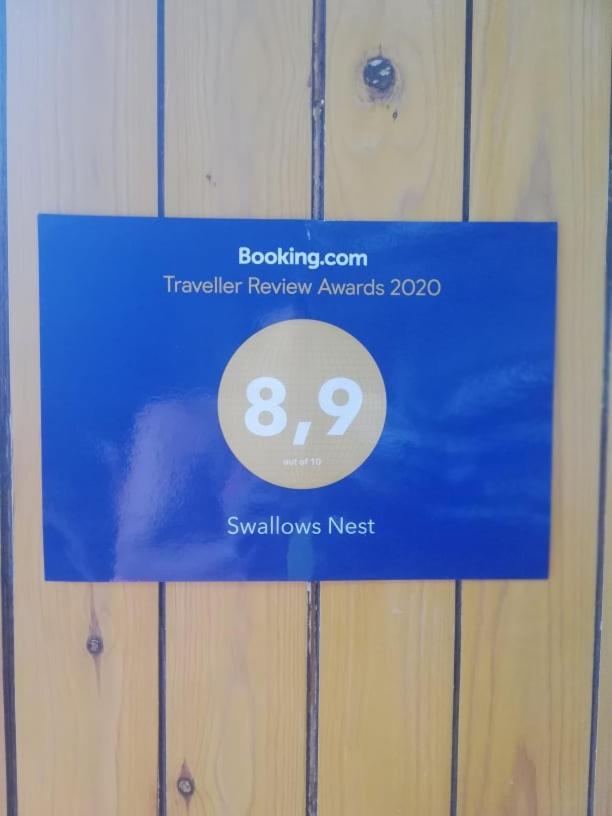 Booking.com
Traveller Review Awards 2020
8,9
out of 10
Swallows Nest